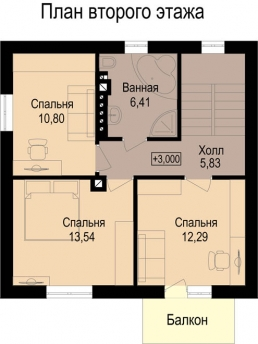 План второго этажа
Спальня
10,80
Ванная
6,41
Холл
5,83
+3,000
Спальня
13,54
Спальня
12,29
Балкон